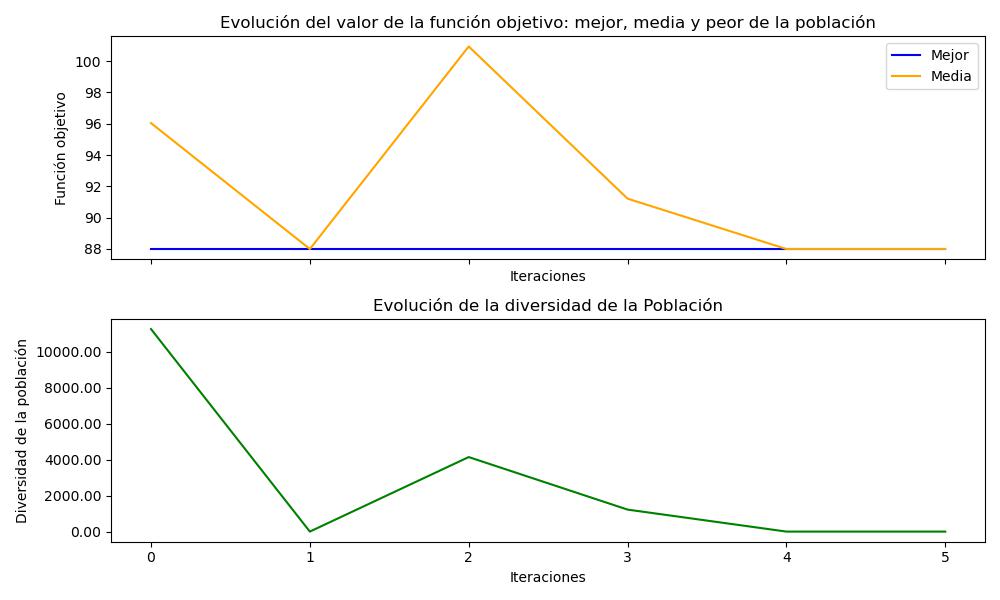 Evolución del valor de la función objetivo: mejor, media y peor de la población
Función objetivo
100
98
96
94
92
90
88
Mejor
Media
Iteraciones
Evolución de la diversidad de la Población
Diversidad de la población
10000.00
8000.00
6000.00
4000.00
2000.00
0.00
0 1 2 3 4 5
Iteraciones